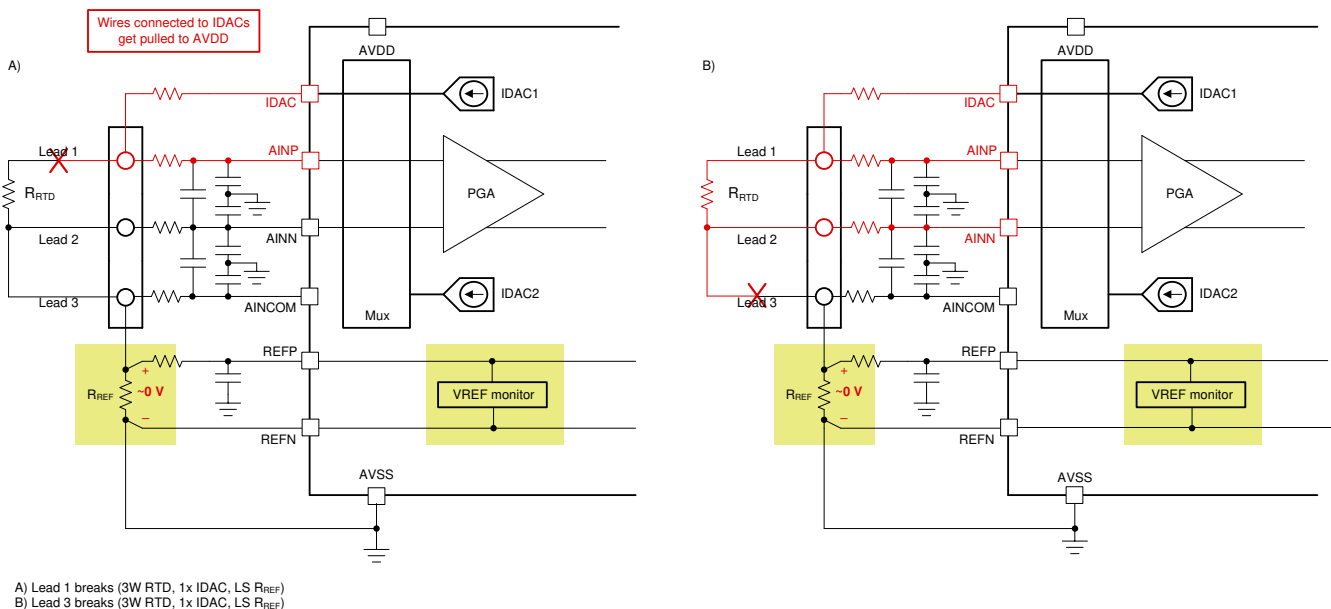 Wires connected to IDACs
get pulled to AVDD
A)
AVDD
IDAC
IDAC1
Lead 1
AINP
RRTD
PGA
Lead 2
AINN
IDAC2
Lead 3
AINCOM
Mux
REFP
+
RREF
~0 V
VREF monitor
–
REFN
AVSS
B)
AVDD
IDAC
IDAC1
Lead 1
AINP
RRTD
PGA
Lead 2
AINN
IDAC2
Lead 3
AINCOM
Mux
REFP
+
RREF
~0 V
VREF monitor
–
REFN
AVSS
A) Lead 1 breaks (3W RTD, 1x IDAC, LS RREF)
B) Lead 3 breaks (3W RTD, 1x IDAC, LS RREF)